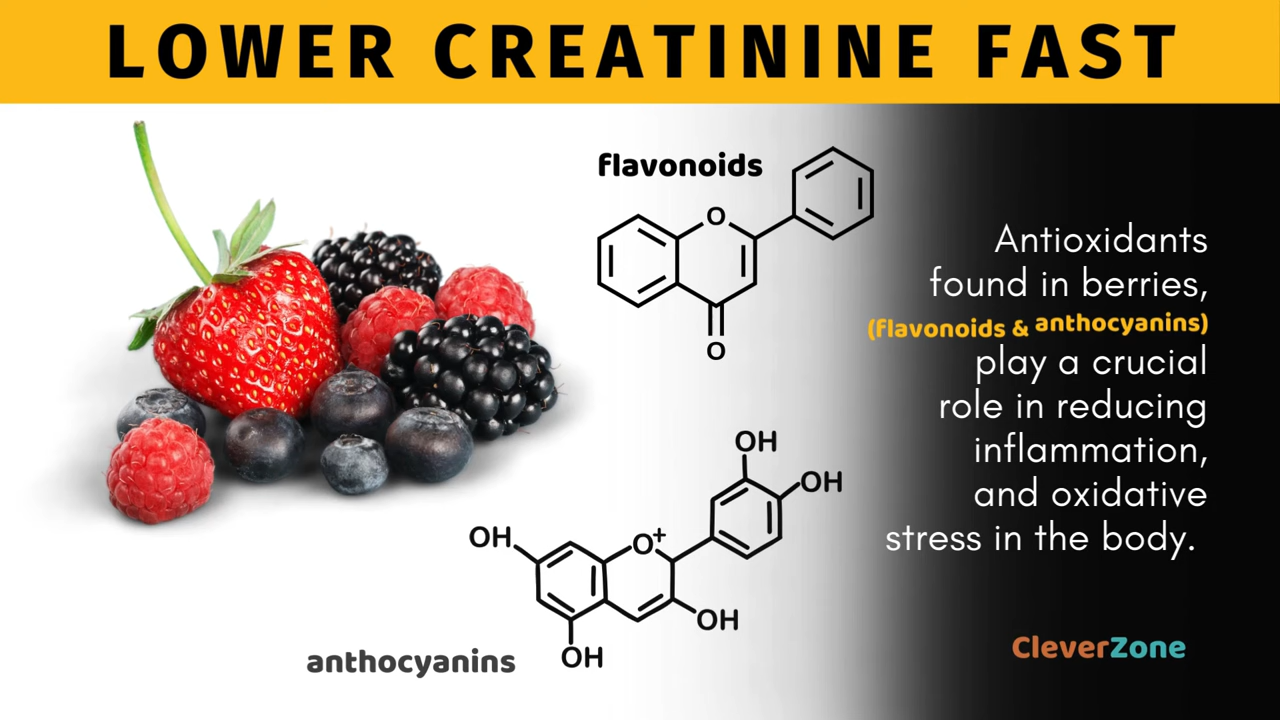 LOWER CREATININE FAST
flavonoids
O
O
Antioxidants
found in berries,
(flavonoids & anthocyanins)
play a crucial
role in reducing
inflammation,
and oxidative
stress in the body.
OH
OH
OH
O+
OH
OH
anthocyanins
CleverZone